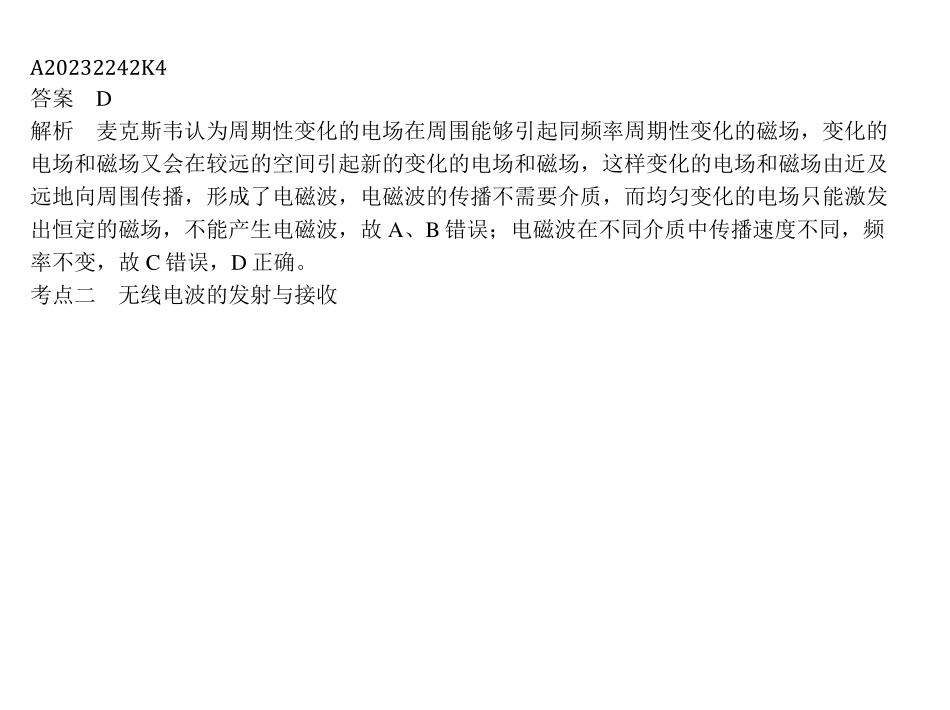 A20232242K4
答案　D
解析　麦克斯韦认为周期性变化的电场在周围能够引起同频率周期性变化的磁场，变化的
电场和磁场又会在较远的空间引起新的变化的电场和磁场，这样变化的电场和磁场由近及
远地向周围传播，形成了电磁波，电磁波的传播不需要介质，而均匀变化的电场只能激发
出恒定的磁场，不能产生电磁波，故 A、B 错误；电磁波在不同介质中传播速度不同，频
率不变，故 C 错误，D 正确。
考点二　无线电波的发射与接收